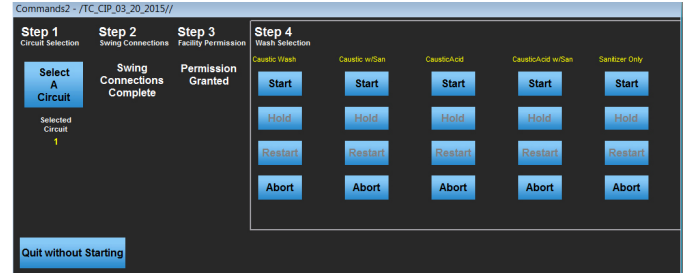 Commands2 - /TC_CIP_03_20_2015//
Step 1
Circuit Selection
Step 2
Swing Connections
Step 3
Facility Permission
Step 4
Wash Selection
Select
A
Circuit
Swing
Connections
Complete
Permission
Granted
Selected
Circuit
1
Caustic Wash
Caustic w/San
CausticAcid
CausticAcid w/San
Sanitizer Only
Start
Start
Start
Start
Start
Hold
Hold
Hold
Hold
Hold
Restart
Restart
Restart
Restart
Restart
Abort
Abort
Abort
Abort
Abort
Quit without Starting